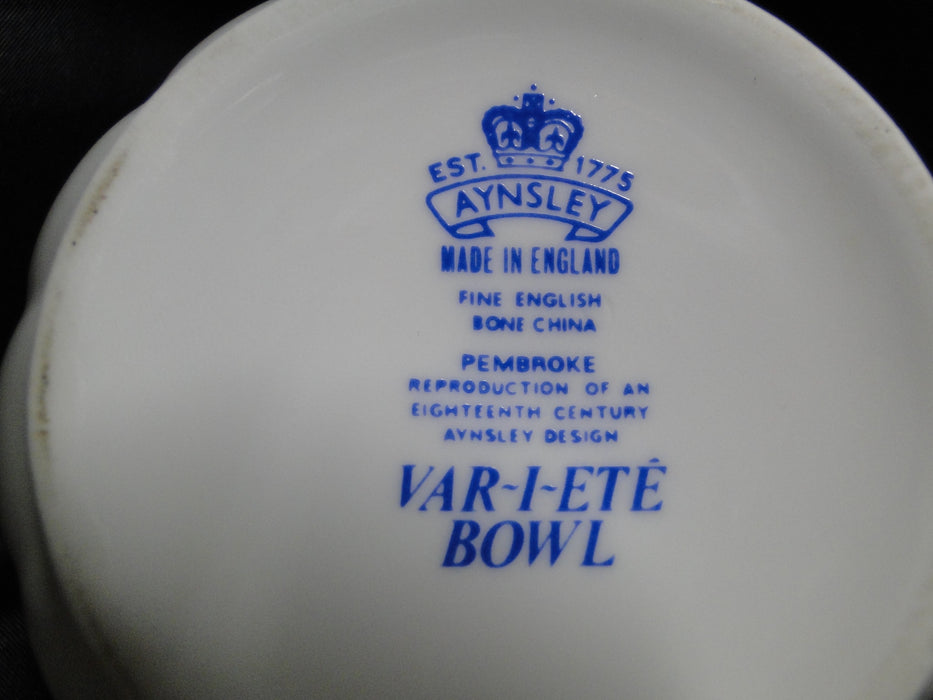 EST. 1775
AYNSLEY
MADE IN ENGLAND
FINE ENGLISH
BONE CHINA
PEMBROKE
REPRODUCTION OF AN
EIGHTEENTH CENTURY
AYNSLEY DESIGN
VAR~I~ETÊ
BOWL